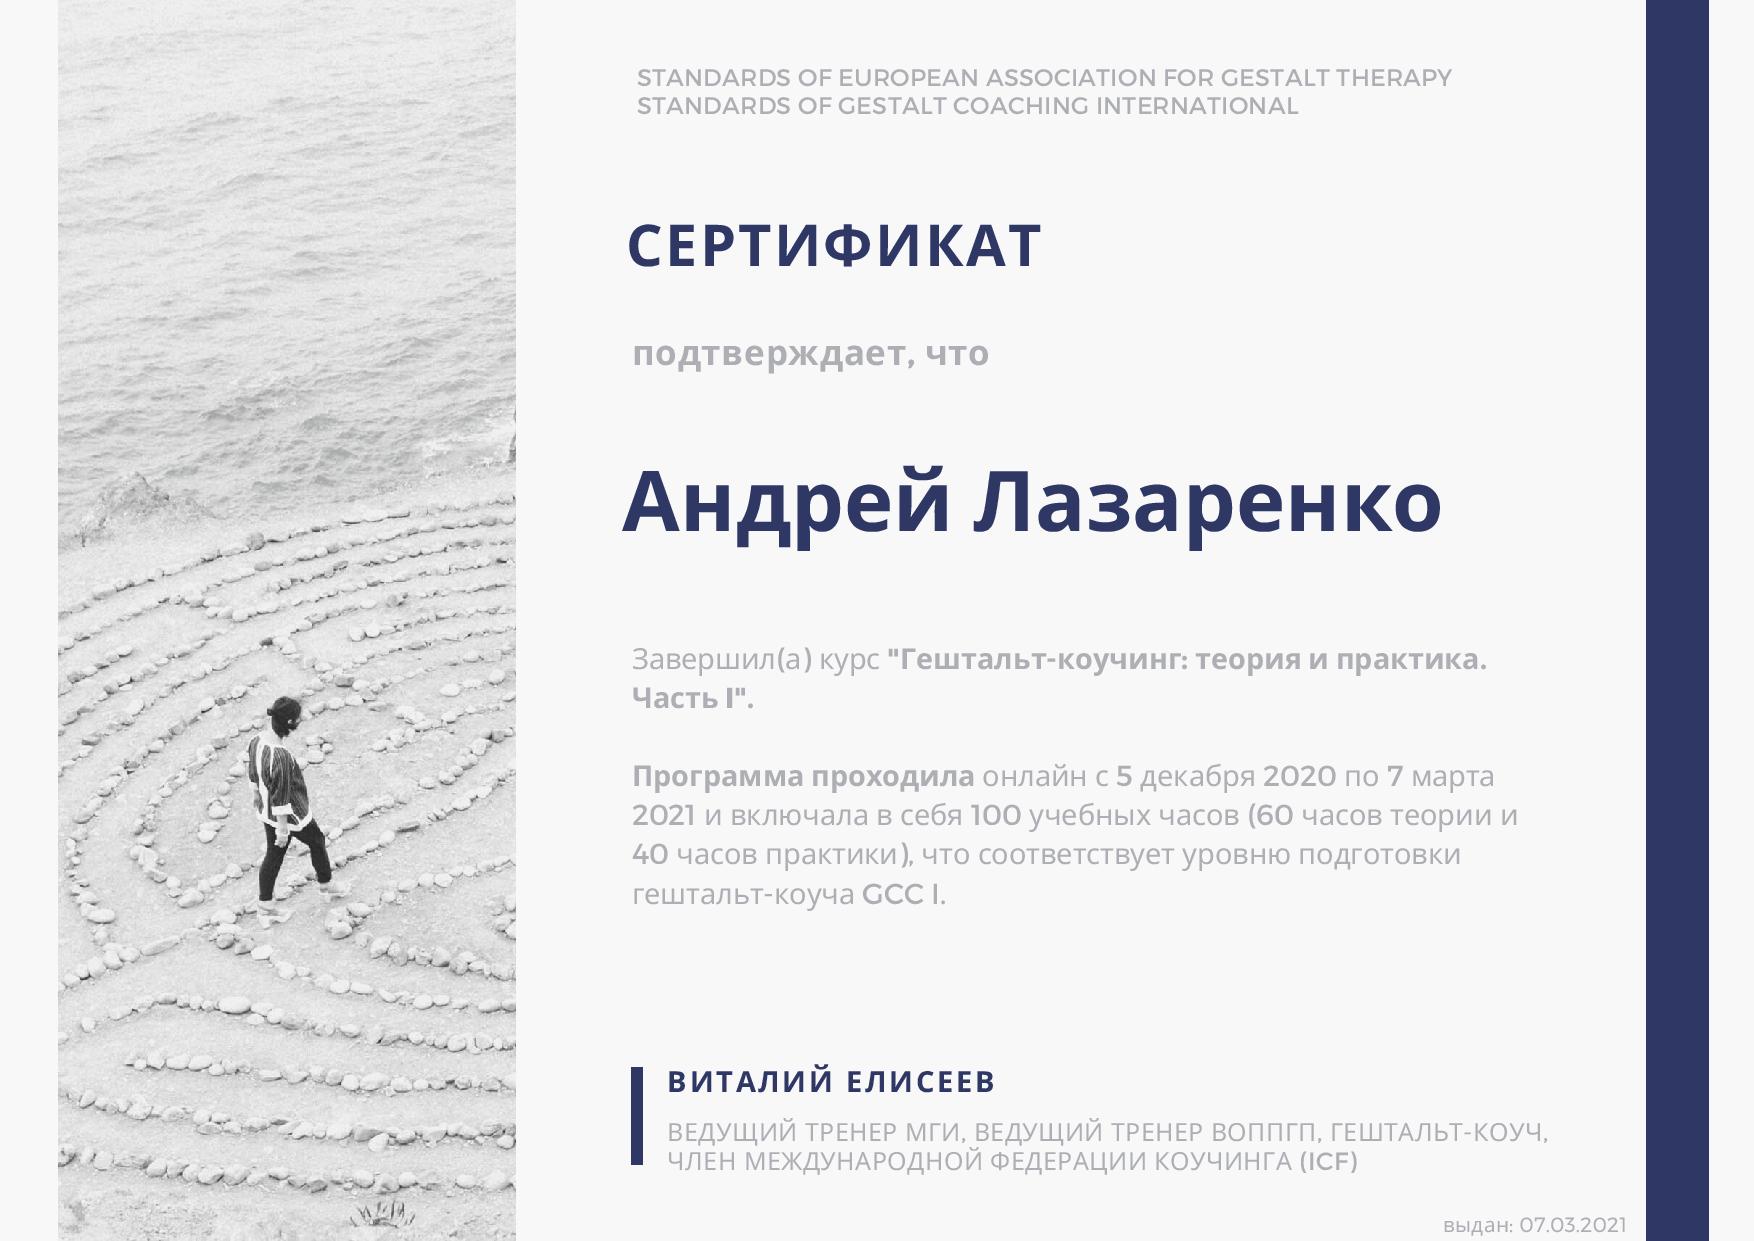 STANDARDS OF EUROPEAN ASSOCIATION FOR GESTALT THERAPY
STANDARDS OF GESTALT COACHING INTERNATIONAL
СЕРТИФИКАТ
подтверждает, что
Андрей Лазаренко
Завершил(а) курс "Гештальт-коучинг: теория и практика.
Часть I".
Программа проходила онлайн с 5 декабря 2020 по 7 марта
2021 и включала в себя 100 учебных часов (60 часов теории и
40 часов практики), что соответствует уровню подготовки
гештальт-коуча GCC I.
ВИТАЛИЙ ЕЛИСЕЕВ
ВЕДУЩИЙ ТРЕНЕР МГИ, ВЕДУЩИЙ ТРЕНЕР ВОППГП, ГЕШТАЛЬТ-КОУЧ,
ЧЛЕН МЕЖДУНАРОДНОЙ ФЕДЕРАЦИИ КОУЧИНГА (ICF)
выдан: 07.03.2021